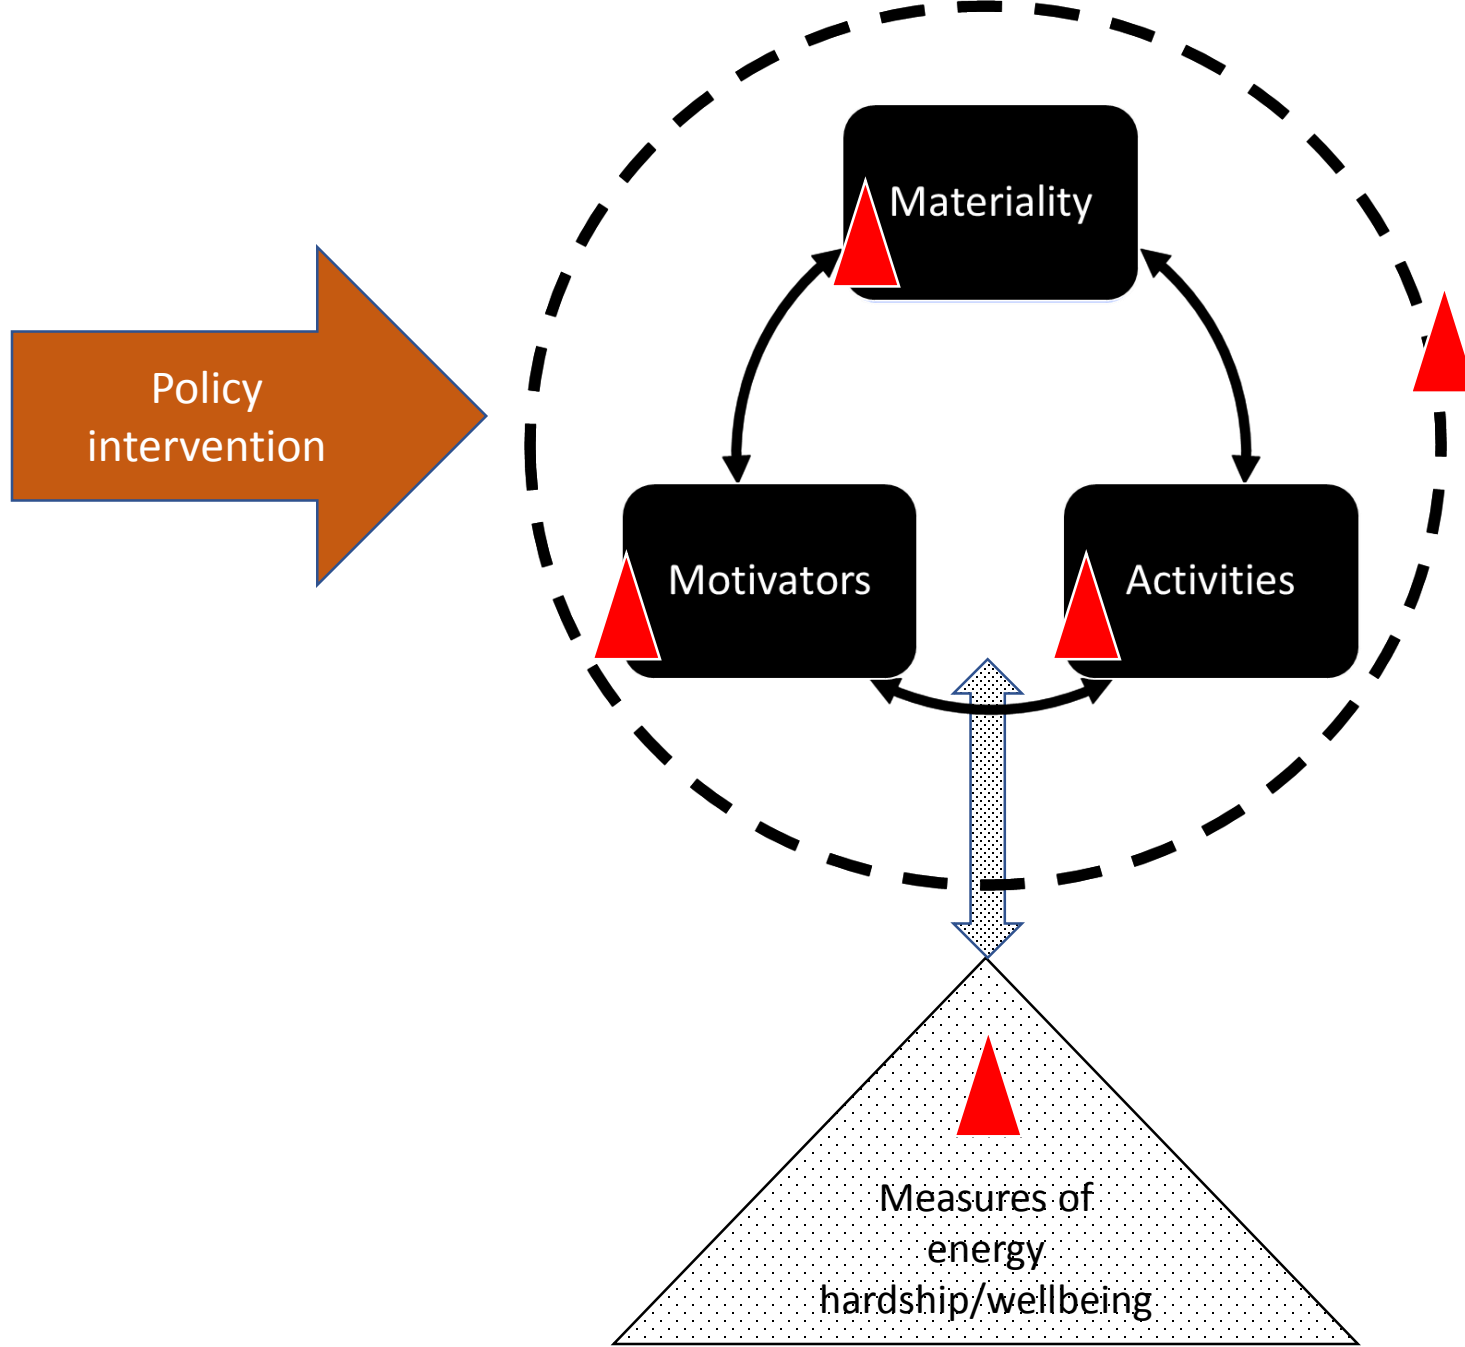 Materiality
Policy
intervention
Motivators
Activities
Measures of
energy
hardship/wellbeing